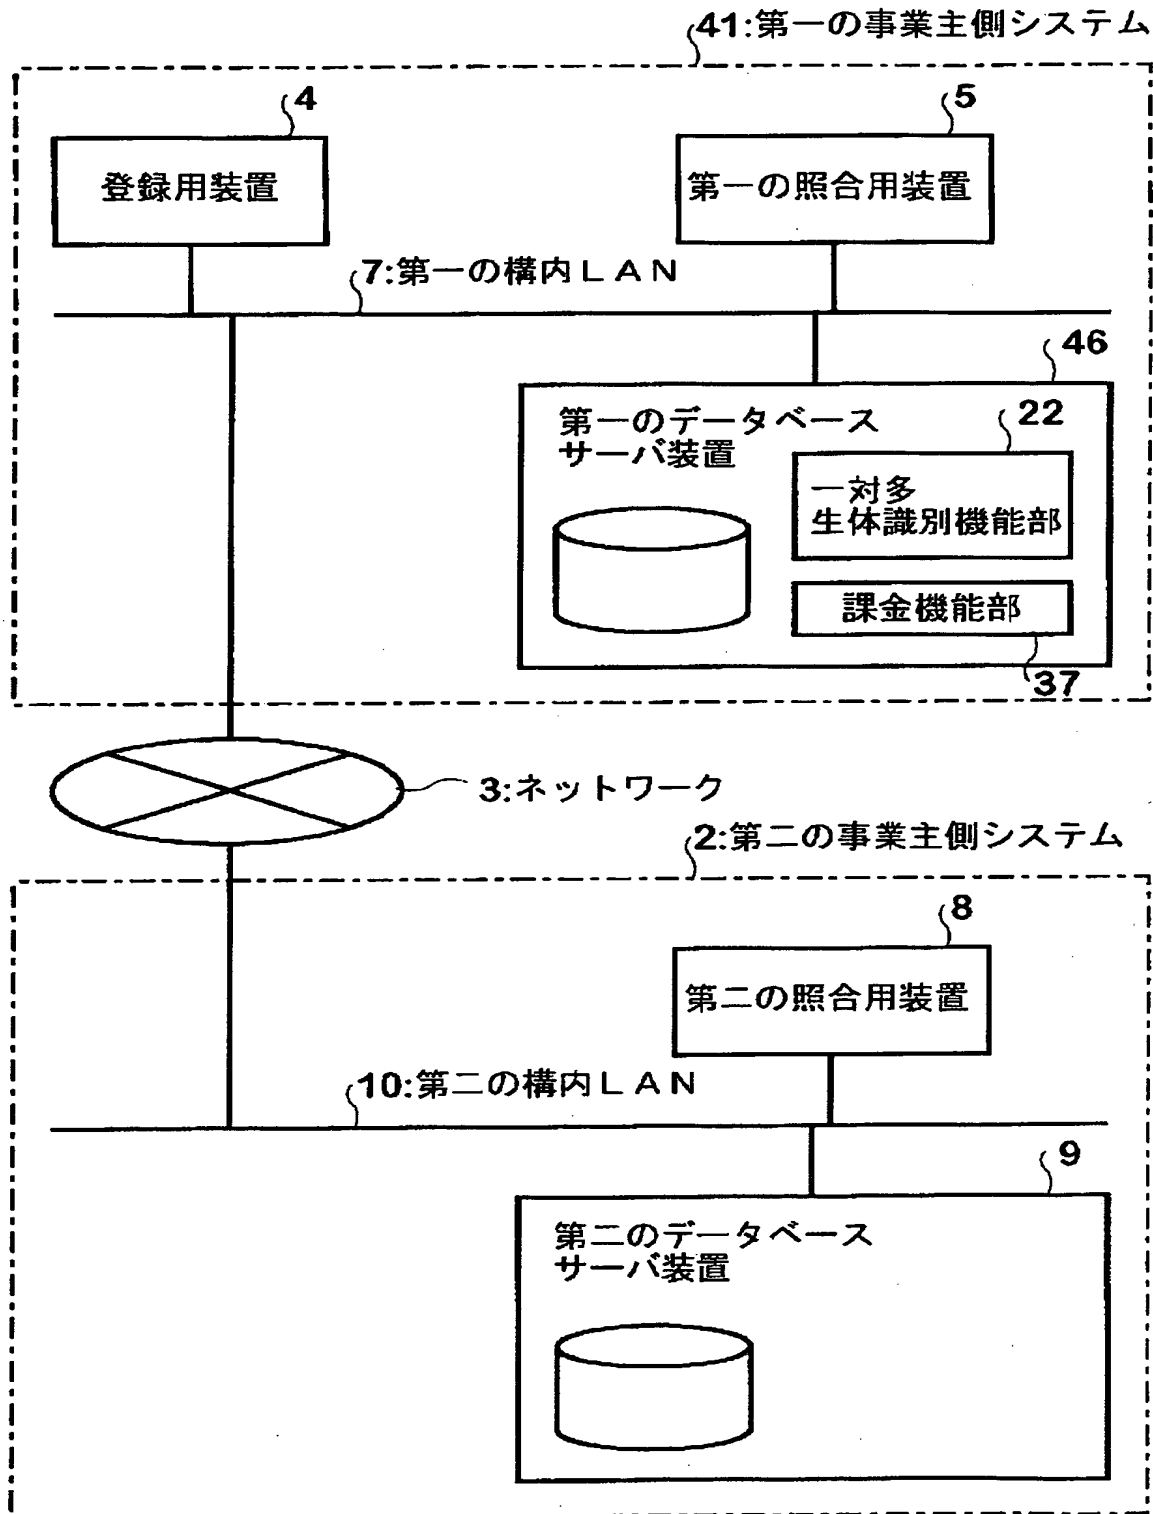 41:第一の事業主側システム
4
5
登録用装置
第一の照合用装置
7:第一の構内LAN
46
第一のデータベース
サーバ装置
22
一対多
生体識別機能部
課金機能部
37
3:ネットワーク
2:第二の事業主側システム
8
第二の照合用装置
10:第二の構内LAN
9
第二のデータベース
サーバ装置